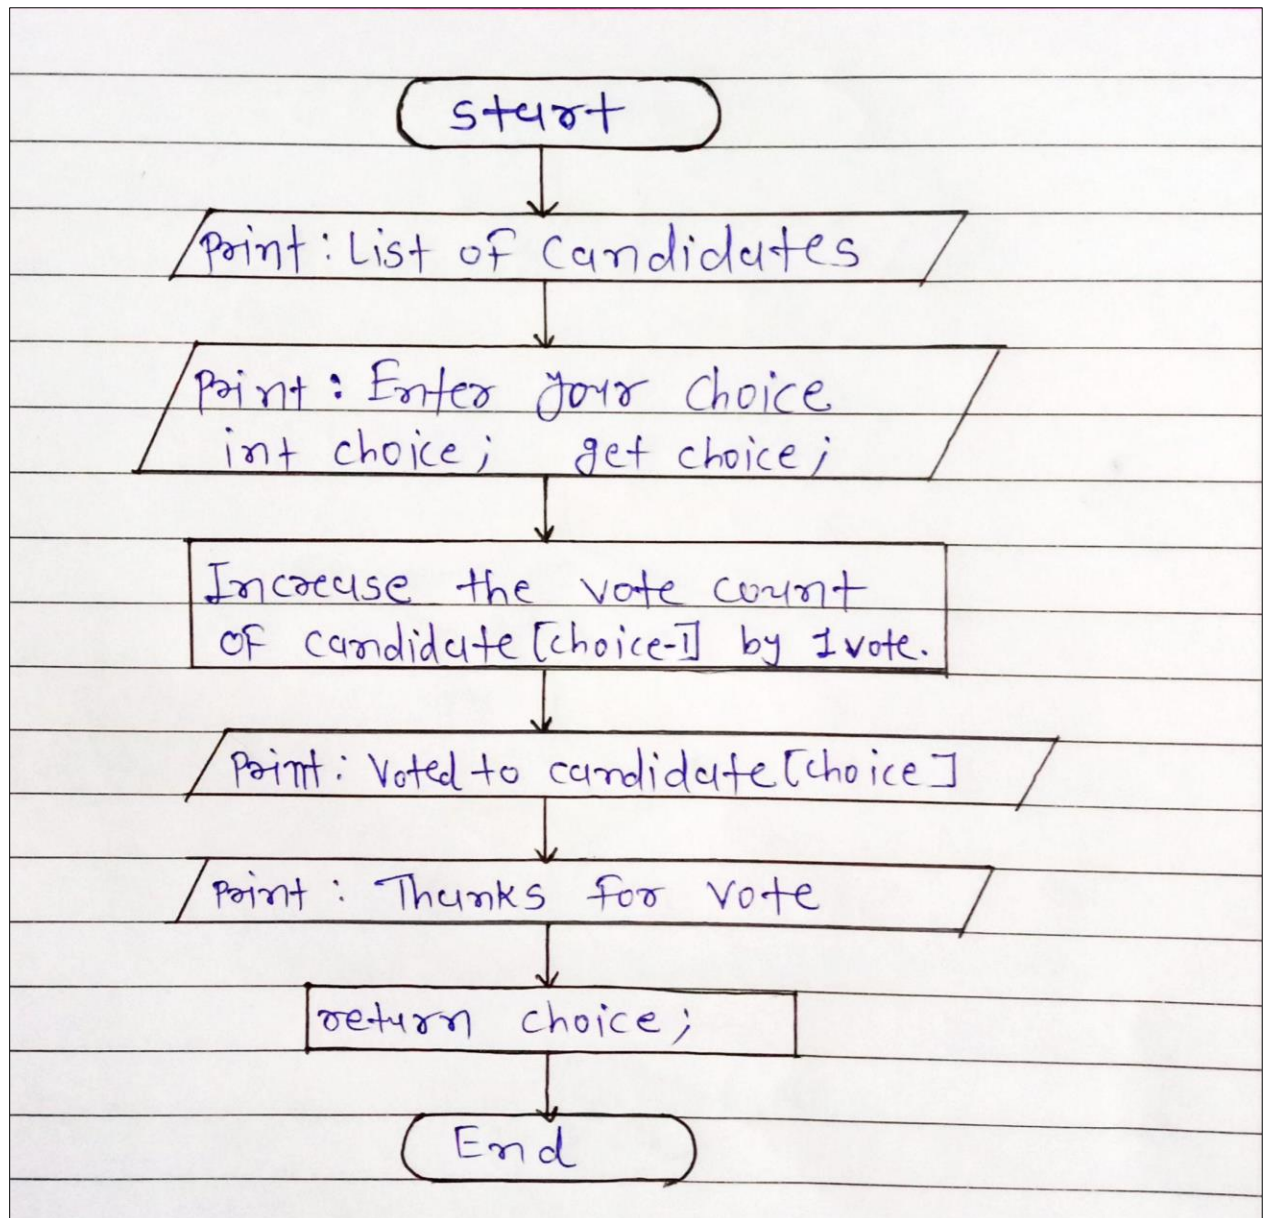 start
Print : List of candidates
Print : Enter your choice
int choice; get choice;
Increase the vote count
of candidate [choice-1] by 1 vote.
Print : Voted to candidate [choice]
Print : Thanks for vote
return choice;
End